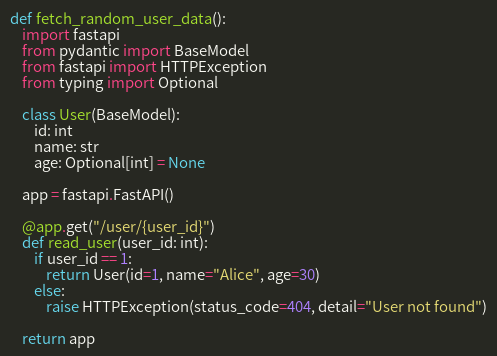 def fetch_random_user_data():
    import fastapi
    from pydantic import BaseModel
    from fastapi import HTTPException
    from typing import Optional

    class User(BaseModel):
        id: int
        name: str
        age: Optional[int] = None

    app = fastapi.FastAPI()

    @app.get("/user/{user_id}")
    def read_user(user_id: int):
        if user_id == 1:
            return User(id=1, name="Alice", age=30)
        else:
            raise HTTPException(status_code=404, detail="User not found")

    return app